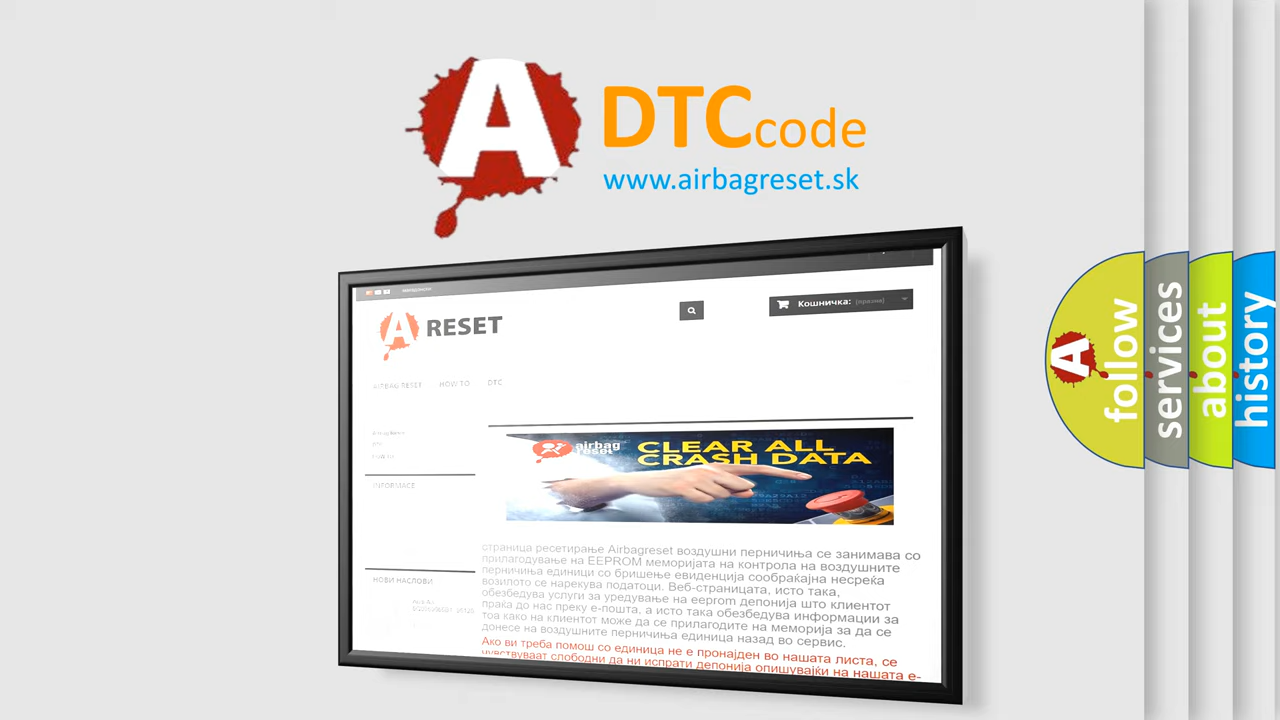 A
DTC code
www.airbagreset.sk
A RESET
Кошничка: (празна)
AIRBAG RESET HOW TO DTC
INFORMACE
airbag
reset
CLEAR ALL
CRASH DATA
страница ресетирање Airbagreset воздушни перничиња се занимава со
прилагодување на EEPROM меморијата на контрола на воздушните
перничиња единици со бришење евиденција сообраќајна несреќа
возилото се нарекува податоци. Веб-страницата, исто така,
обезбедува услуги за уредување на eeprom депонија што клиентот
праќа до нас преку е-пошта, а исто така обезбедува информации за
тоа како на клиентот може да се прилагодите на меморија за да се
донесе на воздушните перничиња единица назад во сервис.
Ако ви треба помош со единица не е пронајден во нашата листа, се
чувствуваат слободни да ни испрати депонија опишувајќи на нашата е-
НОВИ НАСЛОВИ
A
follow
services
about
history